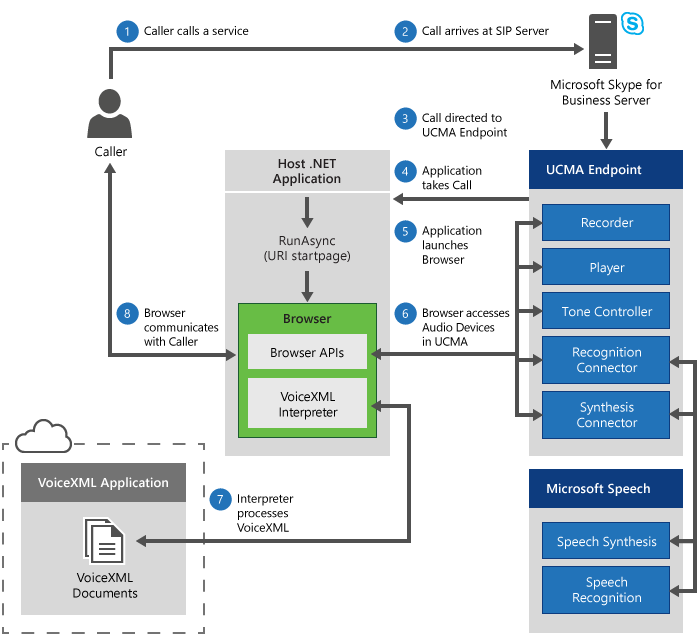 1 Caller calls a service
2 Call arrives at SIP Server
S
Microsoft Skype for
Business Server
Caller
3 Call directed to
UCMA Endpoint
Host .NET
Application
4 Application
takes Call
UCMA Endpoint
RunAsync
(URI startpage)
5 Application
launches
Browser
Recorder
Player
Tone Controller
Recognition
Connector
Synthesis
Connector
8 Browser
communicates
with Caller
Browser
Browser APIs
VoiceXML
Interpreter
6 Browser accesses
Audio Devices
in UCMA
VoiceXML Application
VoiceXML
Documents
7 Interpreter
processes
VoiceXML
Microsoft Speech
Speech Synthesis
Speech
Recognition